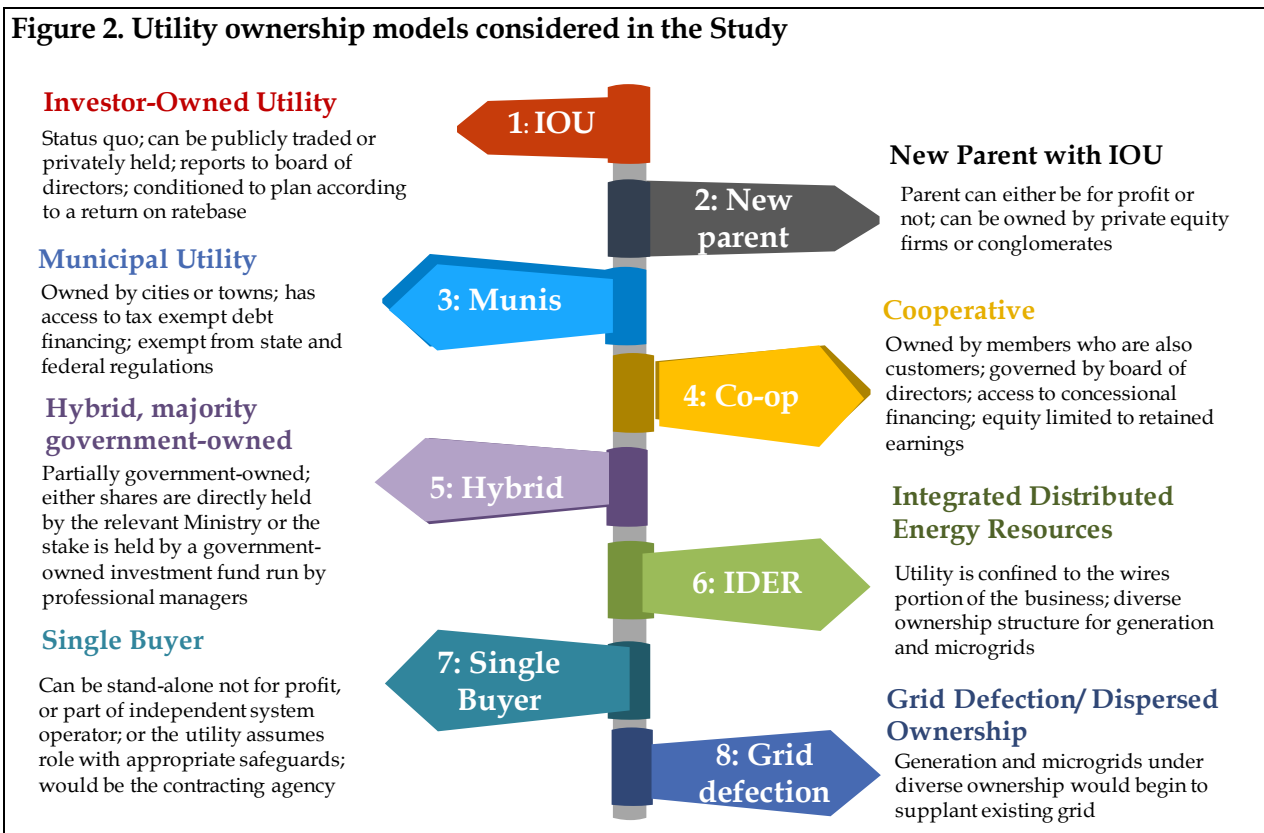 Figure 2. Utility ownership models considered in the Study
Investor-Owned Utility
Status quo; can be publicly traded or
privately held; reports to board of
directors; conditioned to plan according
to a return on ratebase
1: IOU
New Parent with IOU
Parent can either be for profit or
not; can be owned by private equity
firms or conglomerates
2: New
parent
Municipal Utility
Owned by cities or towns; has
access to tax exempt debt
financing; exempt from state and
federal regulations
3: Munis
Cooperative
Owned by members who are also
customers; governed by board of
directors; access to concessional
financing; equity limited to retained
earnings
4: Co-op
Hybrid, majority
government-owned
Partially government-owned;
either shares are directly held
by the relevant Ministry or the
stake is held by a government-
owned investment fund run by
professional managers
5: Hybrid
Integrated Distributed
Energy Resources
Utility is confined to the wires
portion of the business; diverse
ownership structure for generation
and microgrids
6: IDER
Single Buyer
Can be stand-alone not for profit,
or part of independent system
operator; or the utility assumes
role with appropriate safeguards;
would be the contracting agency
7: Single
Buyer
Grid Defection/ Dispersed
Ownership
Generation and microgrids under
diverse ownership would begin to
supplant existing grid
8: Grid
defection